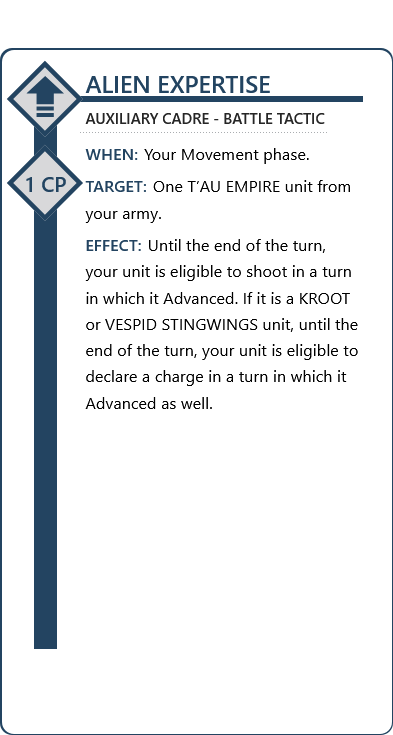 ALIEN EXPERTISE
AUXILIARY CADRE - BATTLE TACTIC
WHEN: Your Movement phase.
1 CP
TARGET: One T’AU EMPIRE unit from
your army.
EFFECT: Until the end of the turn,
your unit is eligible to shoot in a turn
in which it Advanced. If it is a KROOT
or VESPID STINGWINGS unit, until the
end of the turn, your unit is eligible to
declare a charge in a turn in which it
Advanced as well.